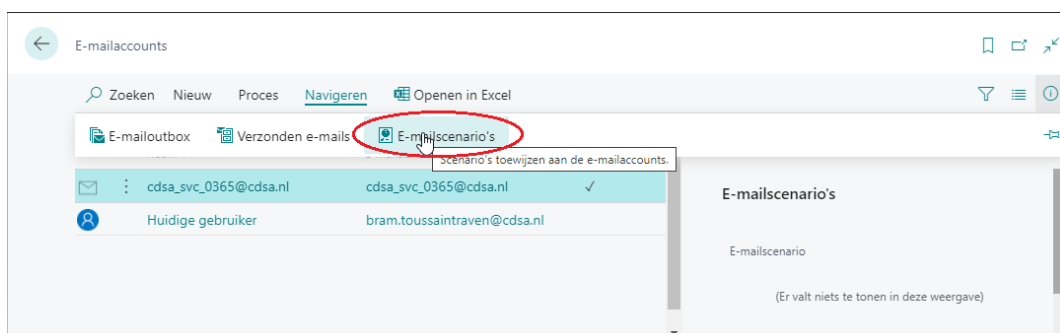 E-mailaccounts
Zoeken Nieuw Proces Navigeren Openen in Excel
E-mailoutbox Verzonden e-mails E-mailscenario's
Scenario's toewijzen aan de e-mailaccounts.
cdsa_svc_0365@cdsa.nl cdsa_svc_0365@cdsa.nl
E-mailscenario's
Huidige gebruiker bram.toussaintraven@cdsa.nl
E-mailscenario
(Er valt niets te tonen in deze weergave)